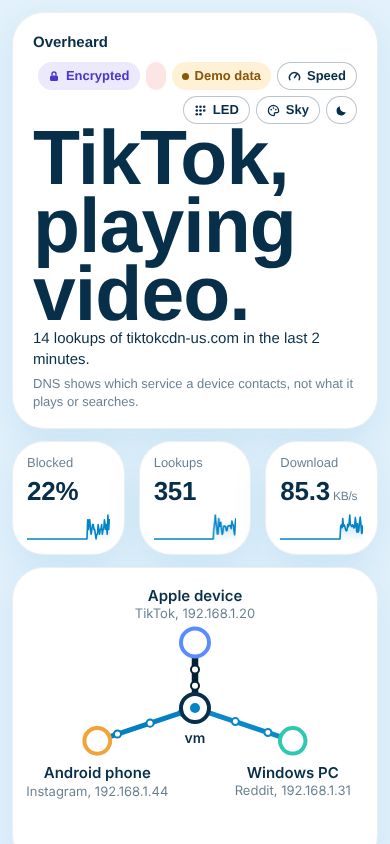 Overheard
Encrypted
Demo data
Speed
LED
Sky
TikTok,
playing
video.
14 lookups of tiktokcdn-us.com in the last 2
minutes.
DNS shows which service a device contacts, not what it
plays or searches.
Blocked
Lookups
Download
22%
351
85.3 KB/s
Apple device
TikTok, 192.168.1.20
vm
Android phone
Windows PC
Instagram, 192.168.1.44
Reddit, 192.168.1.31